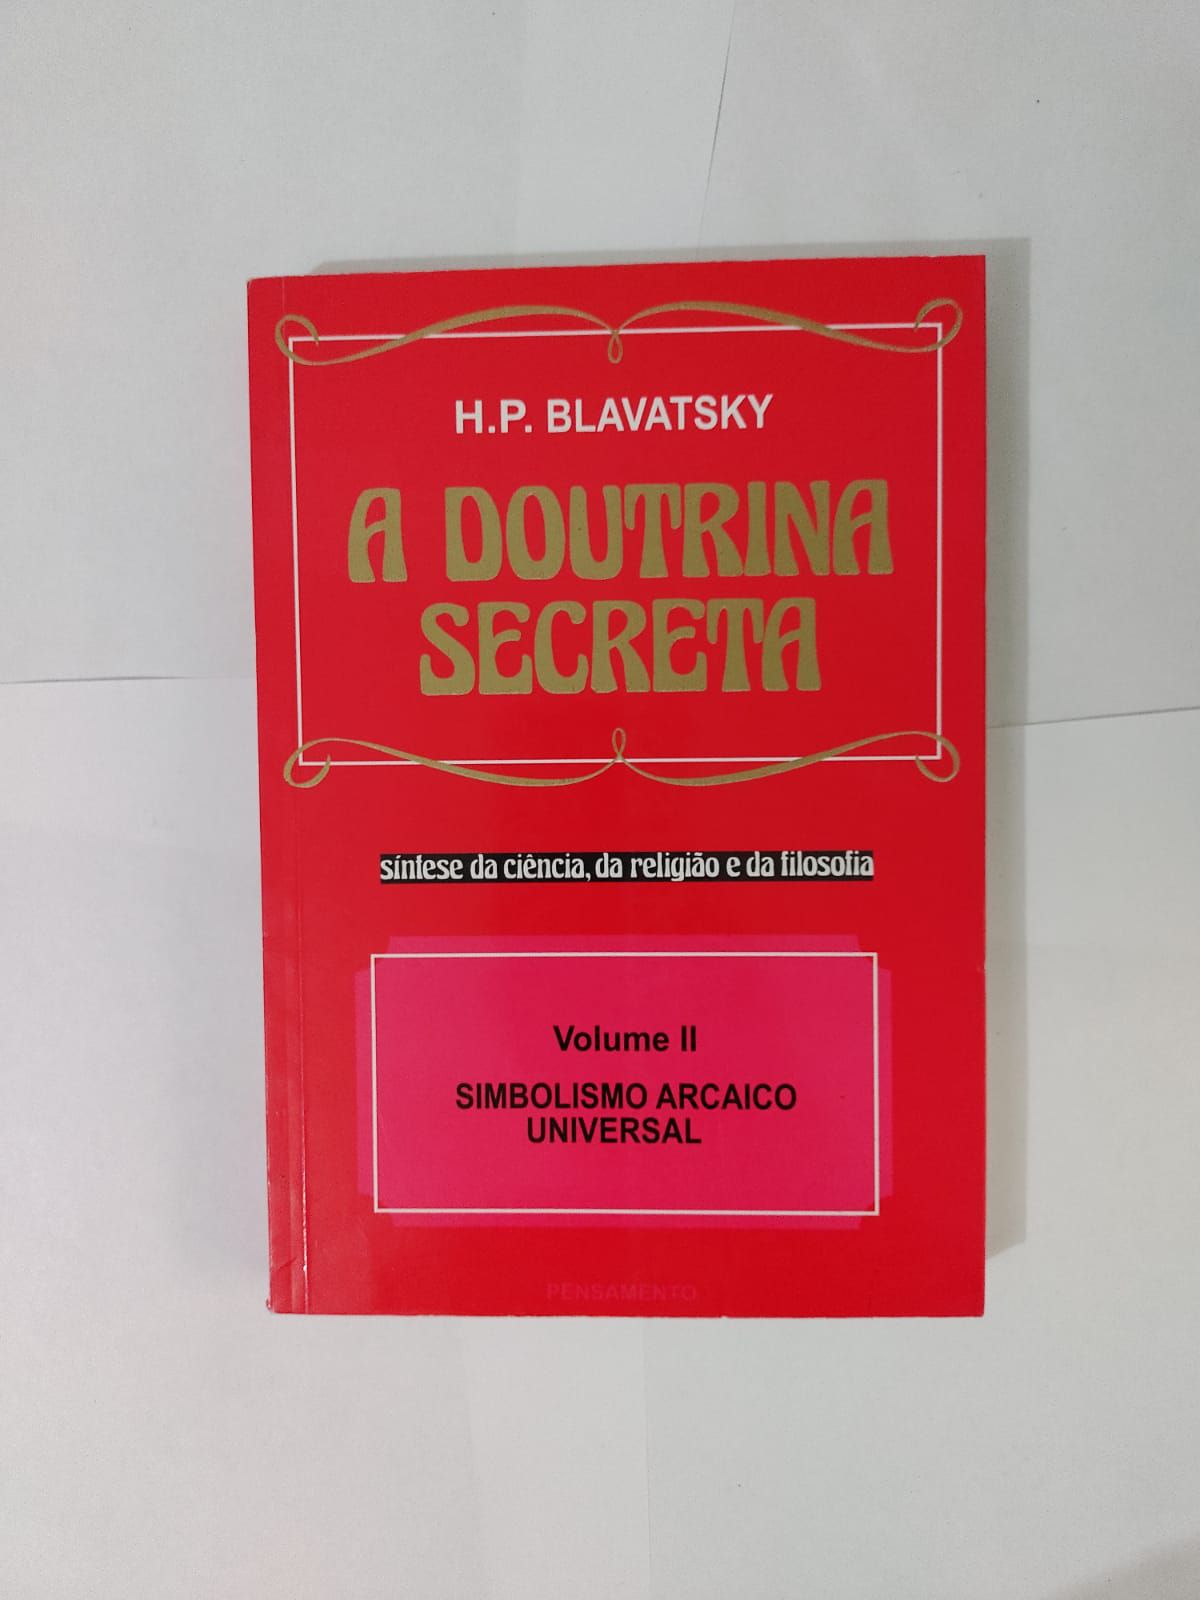 H.P. BLAVATSKY
A DOUTRINA
SECRETA
síntese da ciência, da religião e da filosofia
Volume II
SIMBOLISMO ARCAICO
UNIVERSAL
PENSAMENTO